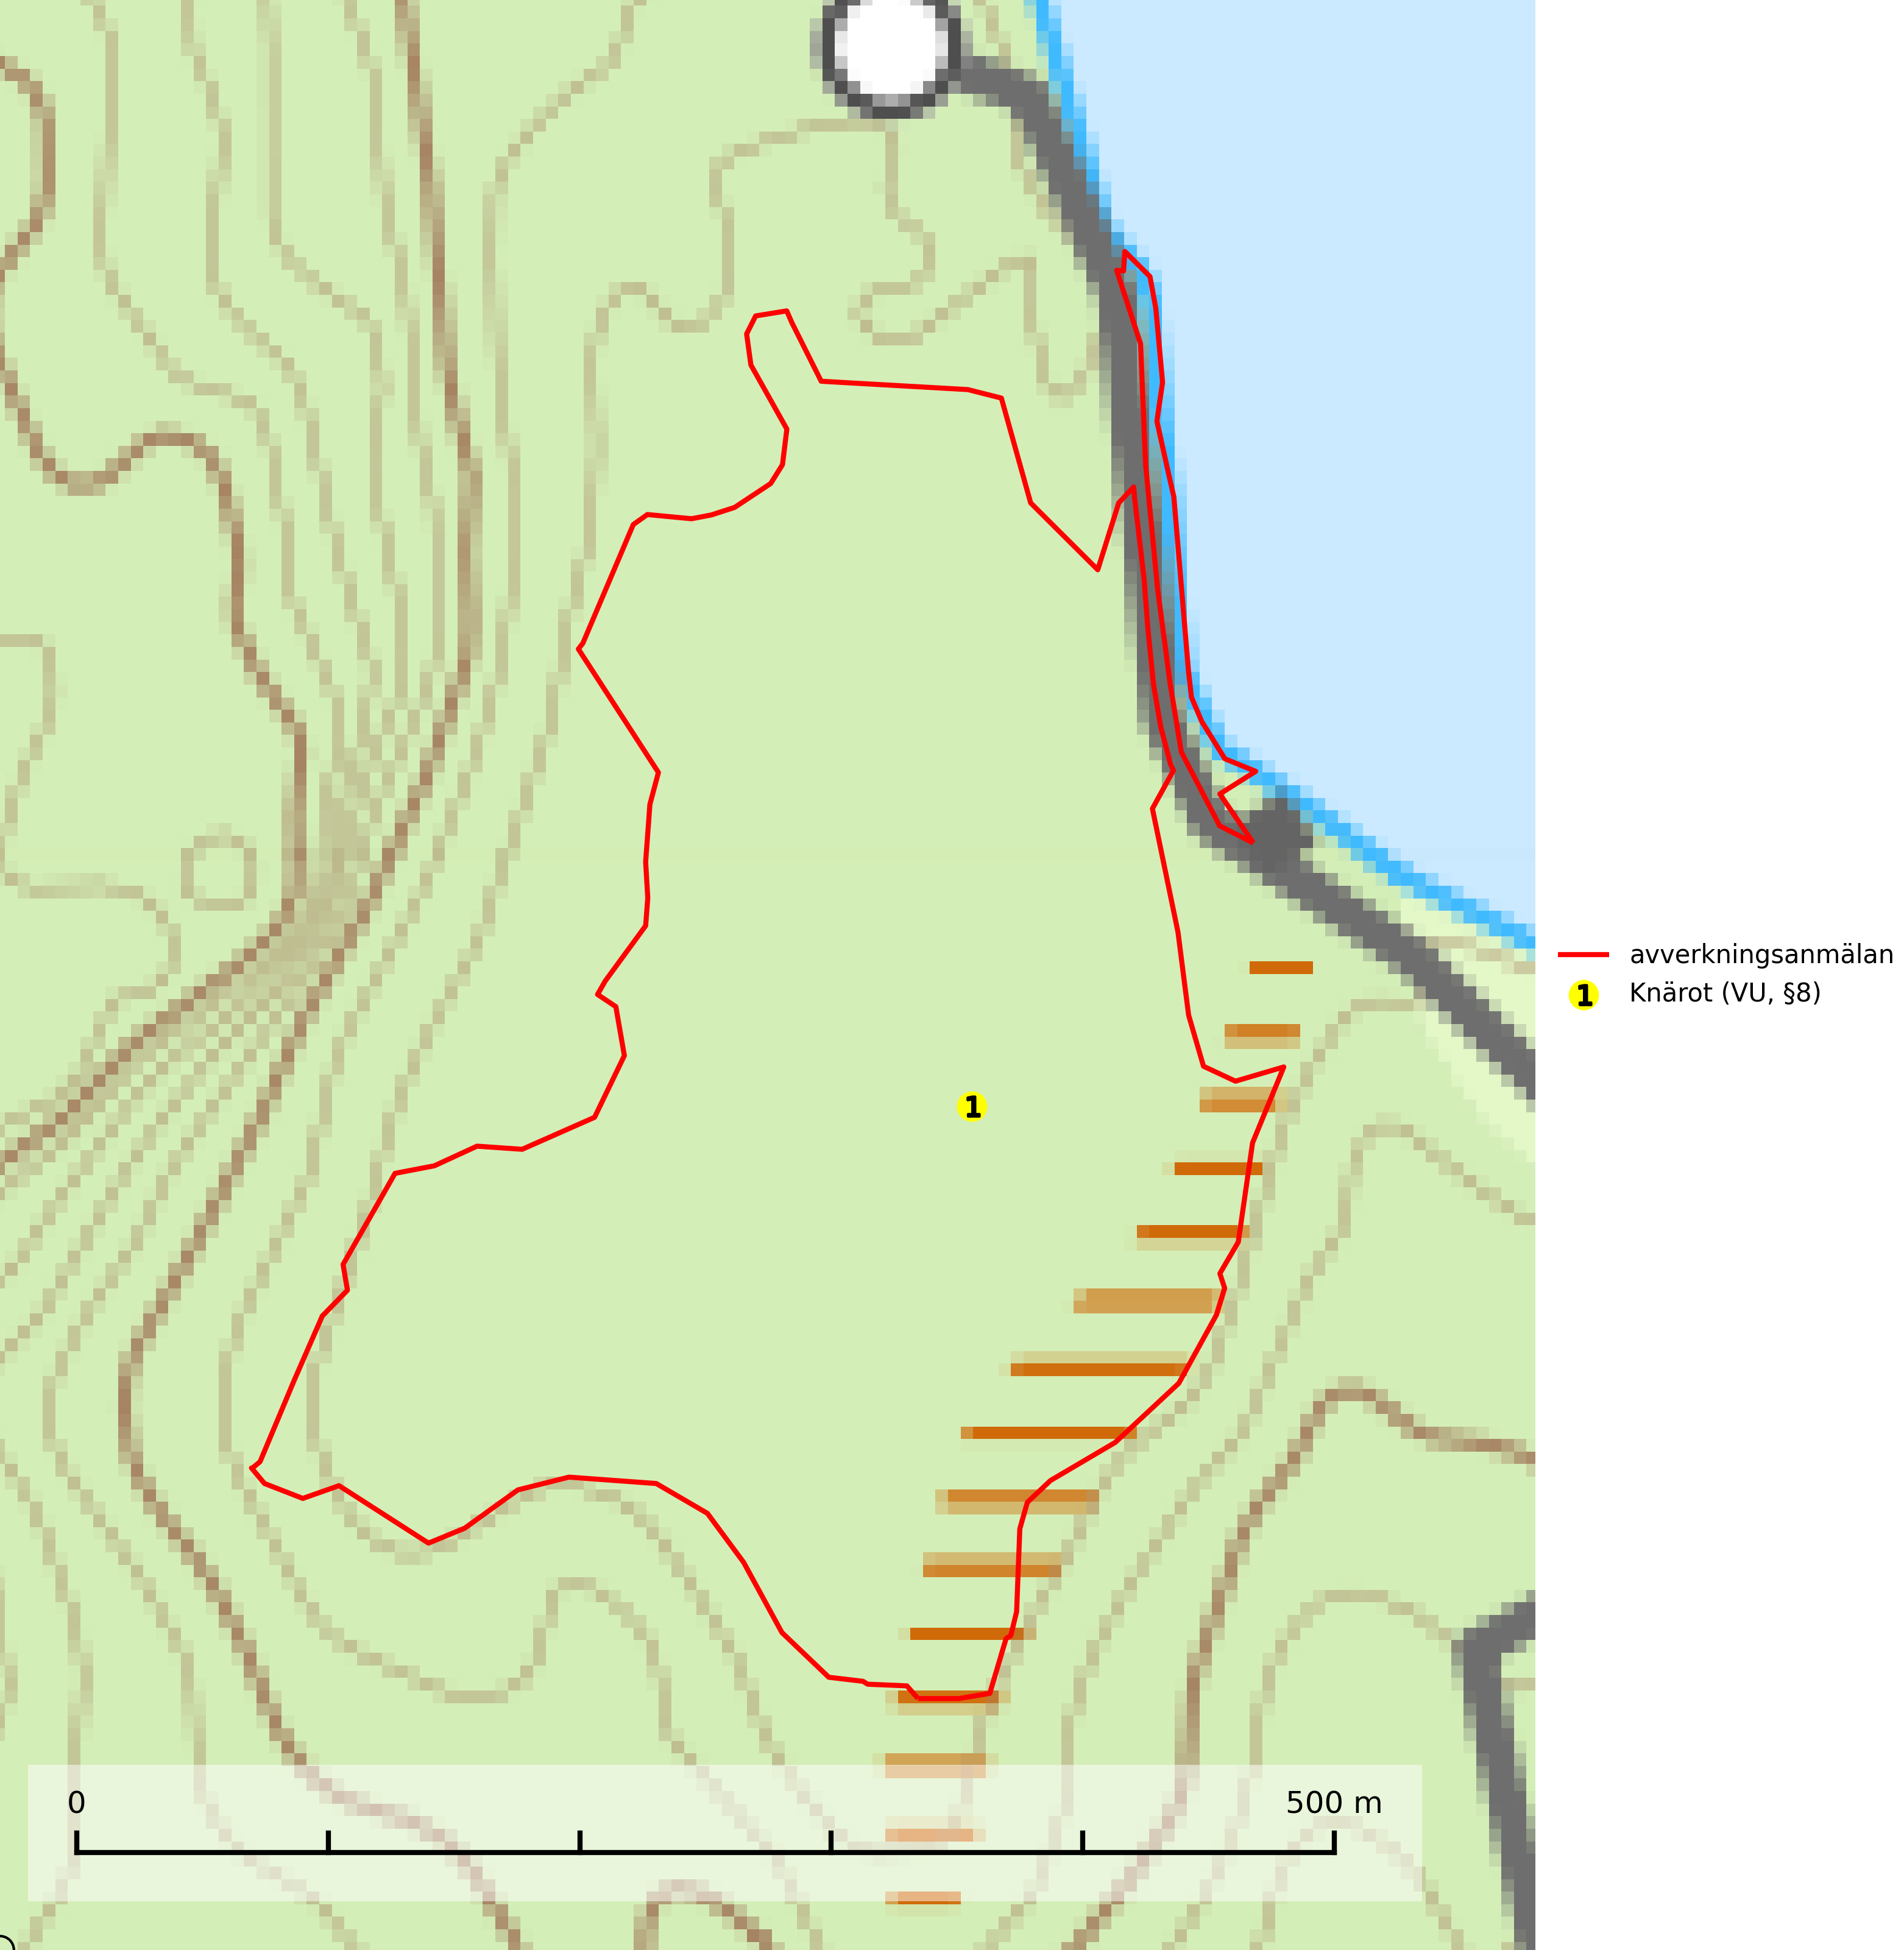 avverkningsanmälan
1 Knärot (VU, §8)
1
0 500 m